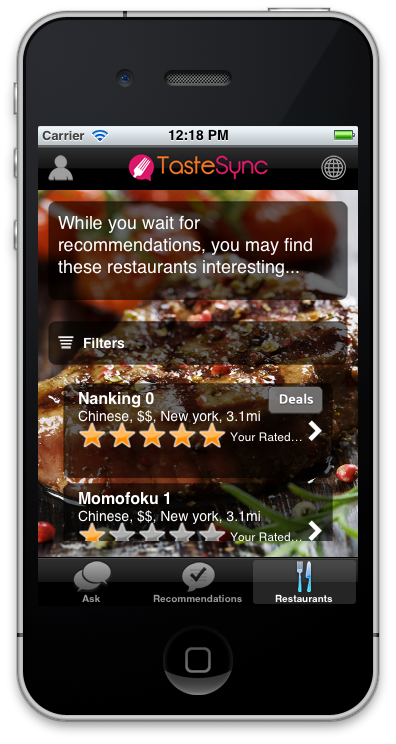 Carrier 12:18 PM
TasteSync
While you wait for
recommendations, you may find
these restaurants interesting...
Filters
Nanking 0 Deals
Chinese, $$, New york, 3.1mi
Your Rated...
Momofoku 1
Chinese, $$, New york, 3.1mi
Your Rated...
Ask Recommendations Restaurants